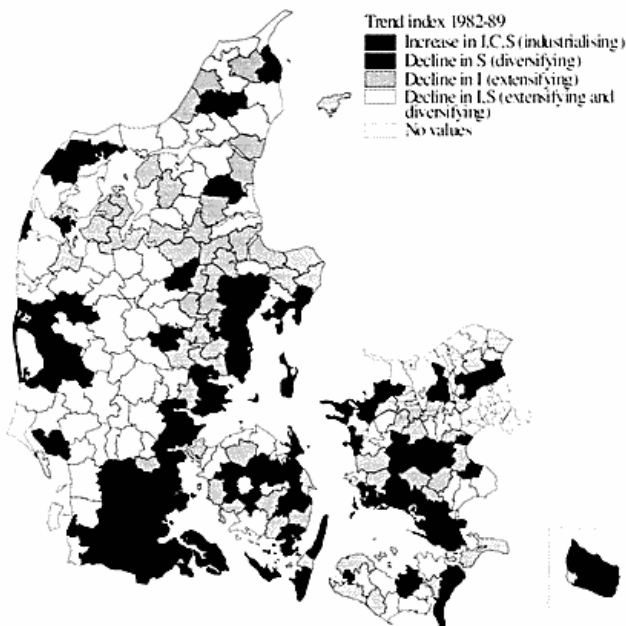 Trend index 1982-89
Increase in I.C.S (industrialising)
Decline in S (diversifying)
Decline in I (extensifying)
Decline in I.S (extensifying and
diversifying)
No values